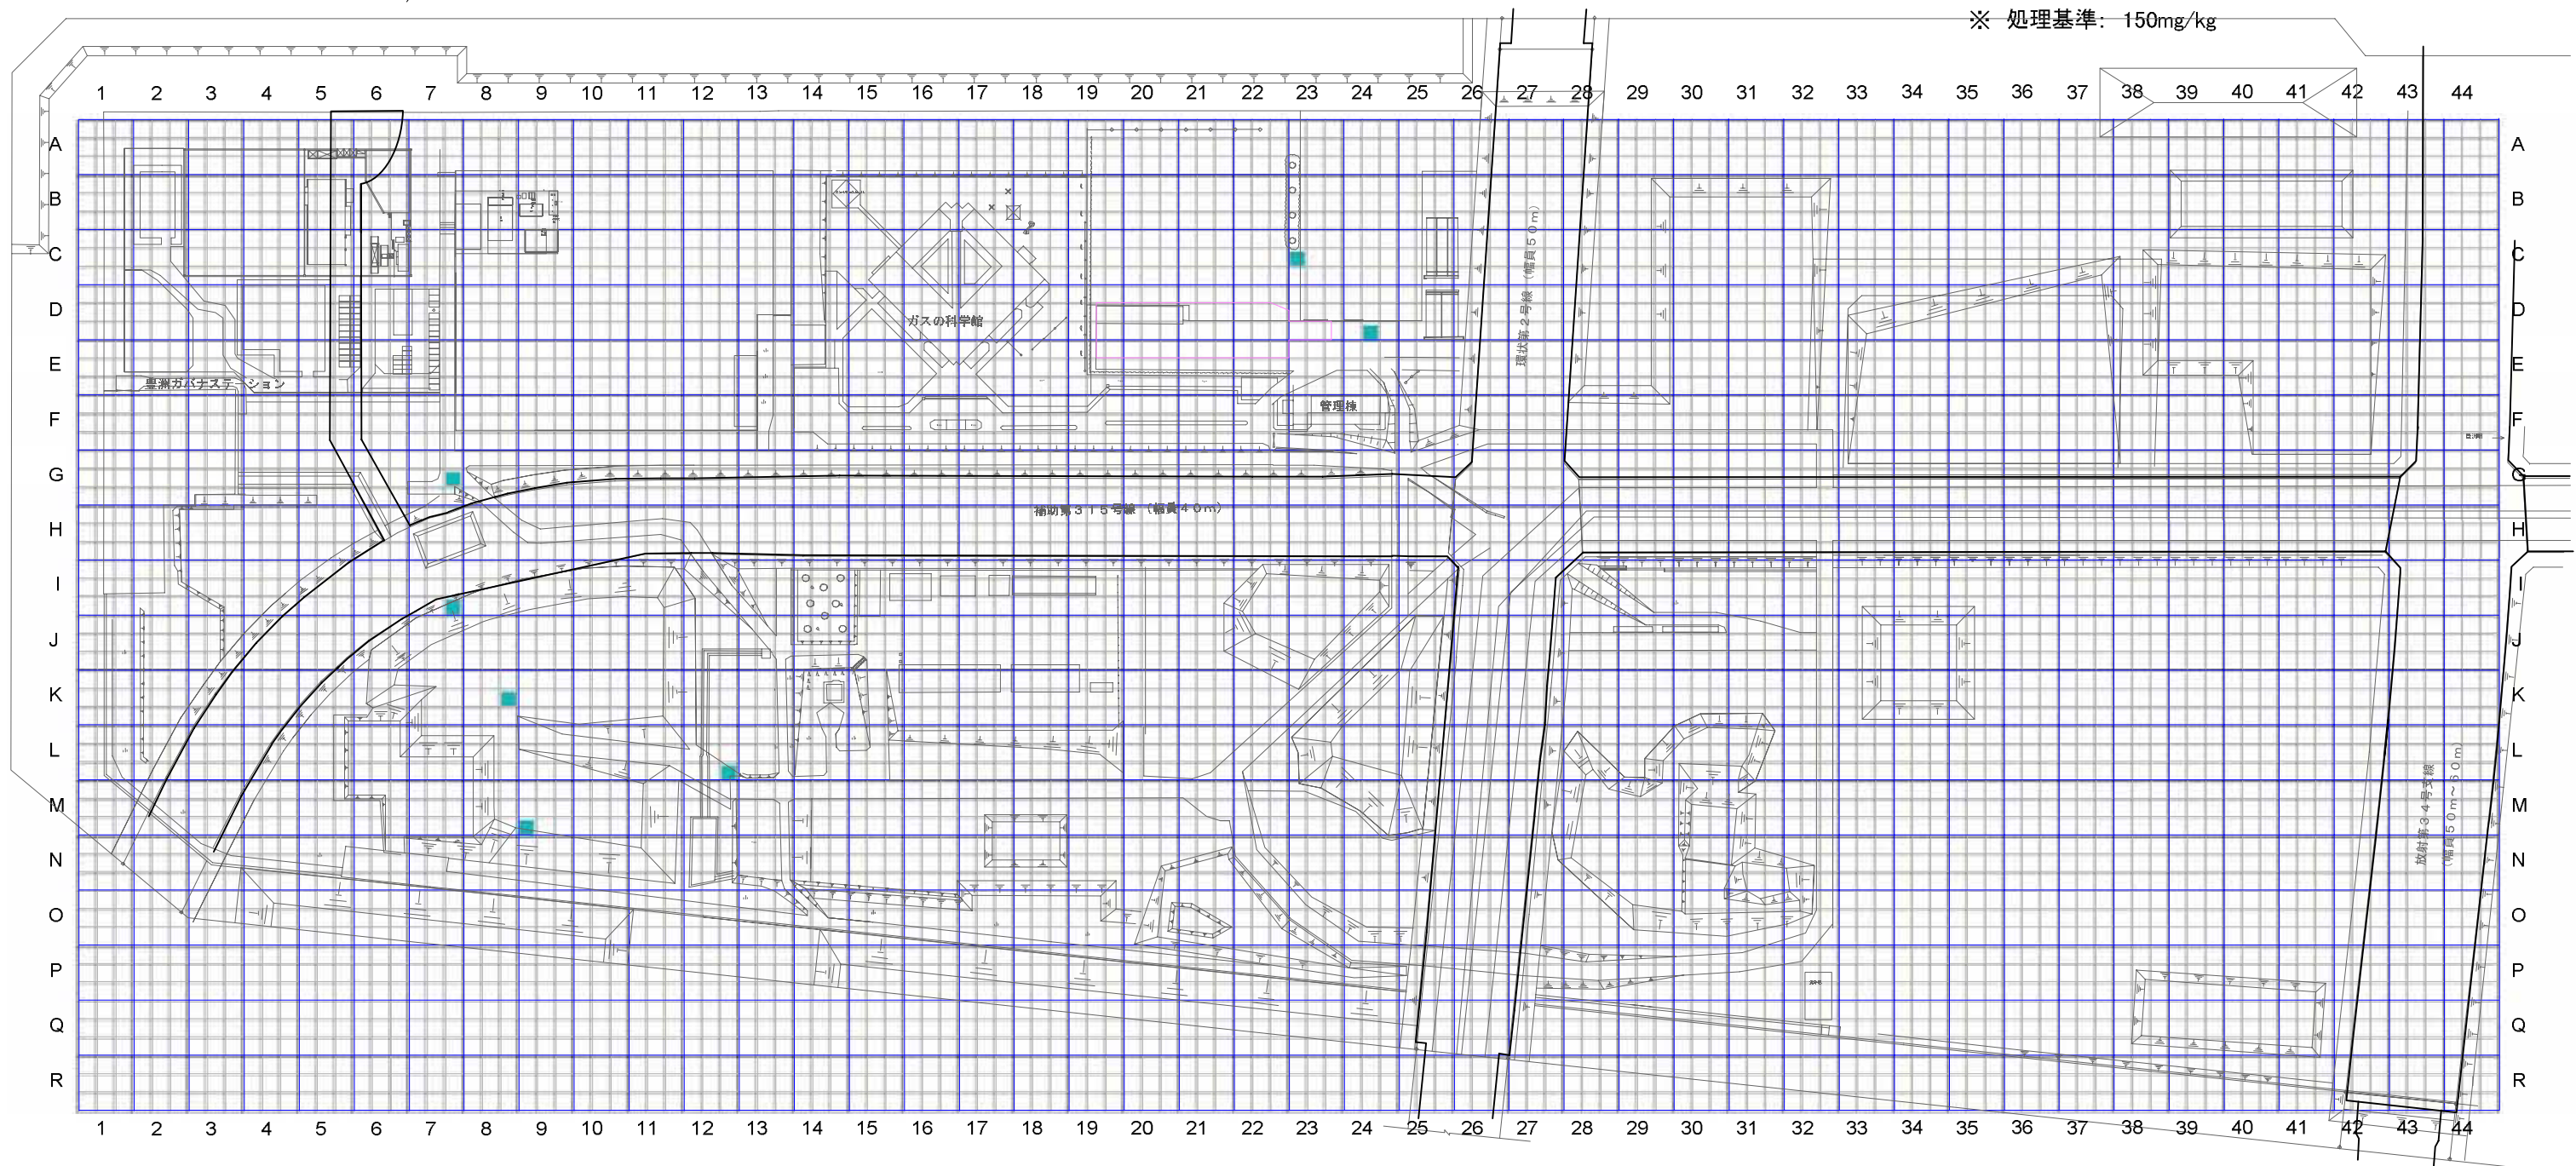 ※ 処理基準: 150mg/kg
1 2 3 4 5 6 7 8 9 10 11 12 13 14 15 16 17 18 19 20 21 22 23 24 25 26 27 28 29 30 31 32 33 34 35 36 37 38 39 40 41 42 43 44
A A
B B
C C
環状第2号線 (幅員50m)
D D
ガスの科学館
E E
豊洲ガバナステーション
F F
管理棟
G G
補助第315号線 (幅員40m)
H H
I I
J J
K K
L L
M M
放射第34号支線
(幅員50m~60m)
N N
O O
P P
Q Q
R R
1 2 3 4 5 6 7 8 9 10 11 12 13 14 15 16 17 18 19 20 21 22 23 24 25 26 27 28 29 30 31 32 33 34 35 36 37 38 39 40 41 42 43 44